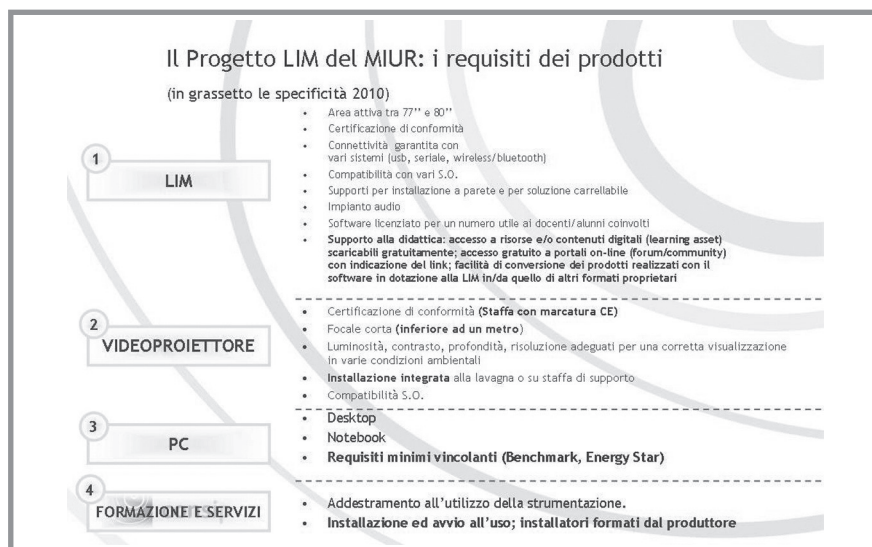 Il Progetto LIM del MIUR: i requisiti dei prodotti
(in grassetto le specificità 2010)
1
LIM
• Area attiva tra 77'' e 80''
• Certificazione di conformità
• Connettività garantita con
vari sistemi (usb, seriale, wireless/bluetooth)
• Compatibilità con vari S.O.
• Supporti per installazione a parete e per soluzione carrellabile
• Impianto audio
• Software licenziato per un numero utile ai docenti/alunni coinvolti
• Supporto alla didattica: accesso a risorse e/o contenuti digitali (learning asset)
scaricabili gratuitamente; accesso gratuito a portali on-line (forum/community)
con indicazione del link; facilità di conversione dei prodotti realizzati con il
software in dotazione alla LIM in/da quello di altri formati proprietari
2
VIDEOPROIETTORE
• Certificazione di conformità (Staffa con marcatura CE)
• Focale corta (inferiore ad un metro)
• Luminosità, contrasto, profondità, risoluzione adeguati per una corretta visualizzazione
in varie condizioni ambientali
• Installazione integrata alla lavagna o su staffa di supporto
• Compatibilità S.O.
3
PC
• Desktop
• Notebook
• Requisiti minimi vincolanti (Benchmark, Energy Star)
4
FORMAZIONE E SERVIZI
• Addestramento all'utilizzo della strumentazione.
• Installazione ed avvio all'uso; installatori formati dal produttore